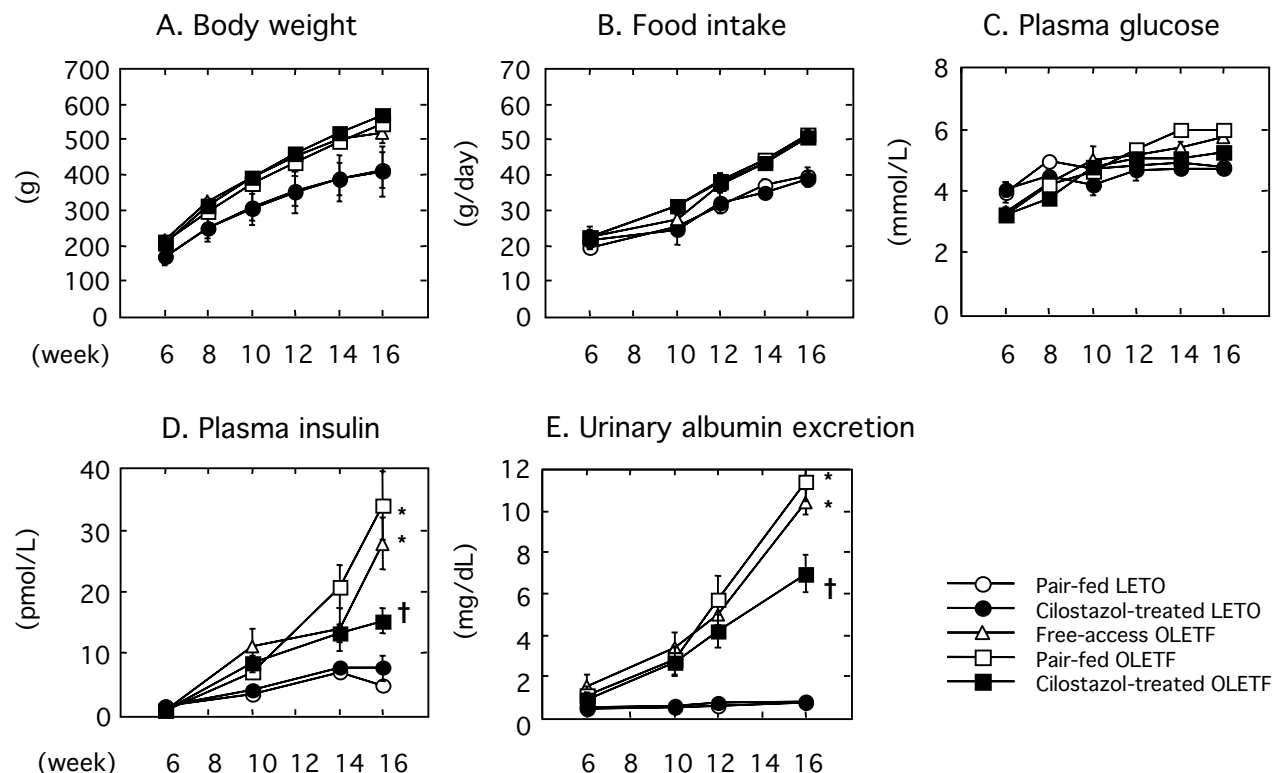 A. Body weight
700
600
500
400
300
200
100
0
(g)
(week)
6 8 10 12 14 16
B. Food intake
70
60
50
40
30
20
10
0
(g/day)
6 8 10 12 14 16
C. Plasma glucose
8
6
4
2
0
(mmol/L)
6 8 10 12 14 16
D. Plasma insulin
40
30
20
10
0
(pmol/L)
*
*
†
(week)
6 8 10 12 14 16
E. Urinary albumin excretion
12
10
8
6
4
2
0
(mg/dL)
*
*
†
6 8 10 12 14 16
Pair-fed LETO
Cilostazol-treated LETO
Free-access OLETF
Pair-fed OLETF
Cilostazol-treated OLETF